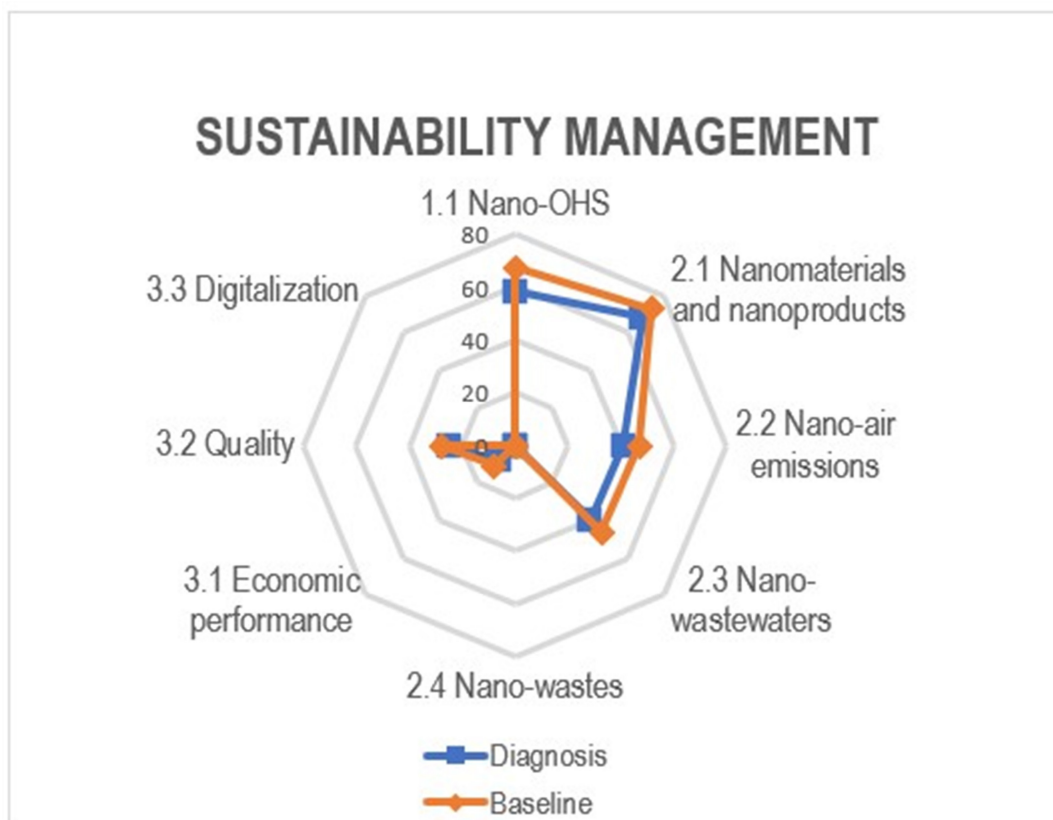 SUSTAINABILITY MANAGEMENT
1.1 Nano-OHS
80
2.1 Nanomaterials
and nanoproducts
3.3 Digitalization
60
40
20
3.2 Quality
0
2.2 Nano-air
emissions
3.1 Economic
performance
2.3 Nano-
wastewaters
2.4 Nano-wastes
Diagnosis
Baseline